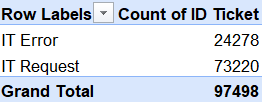 Row Labels Count of ID Ticket
IT Error 24278
IT Request 73220
Grand Total 97498